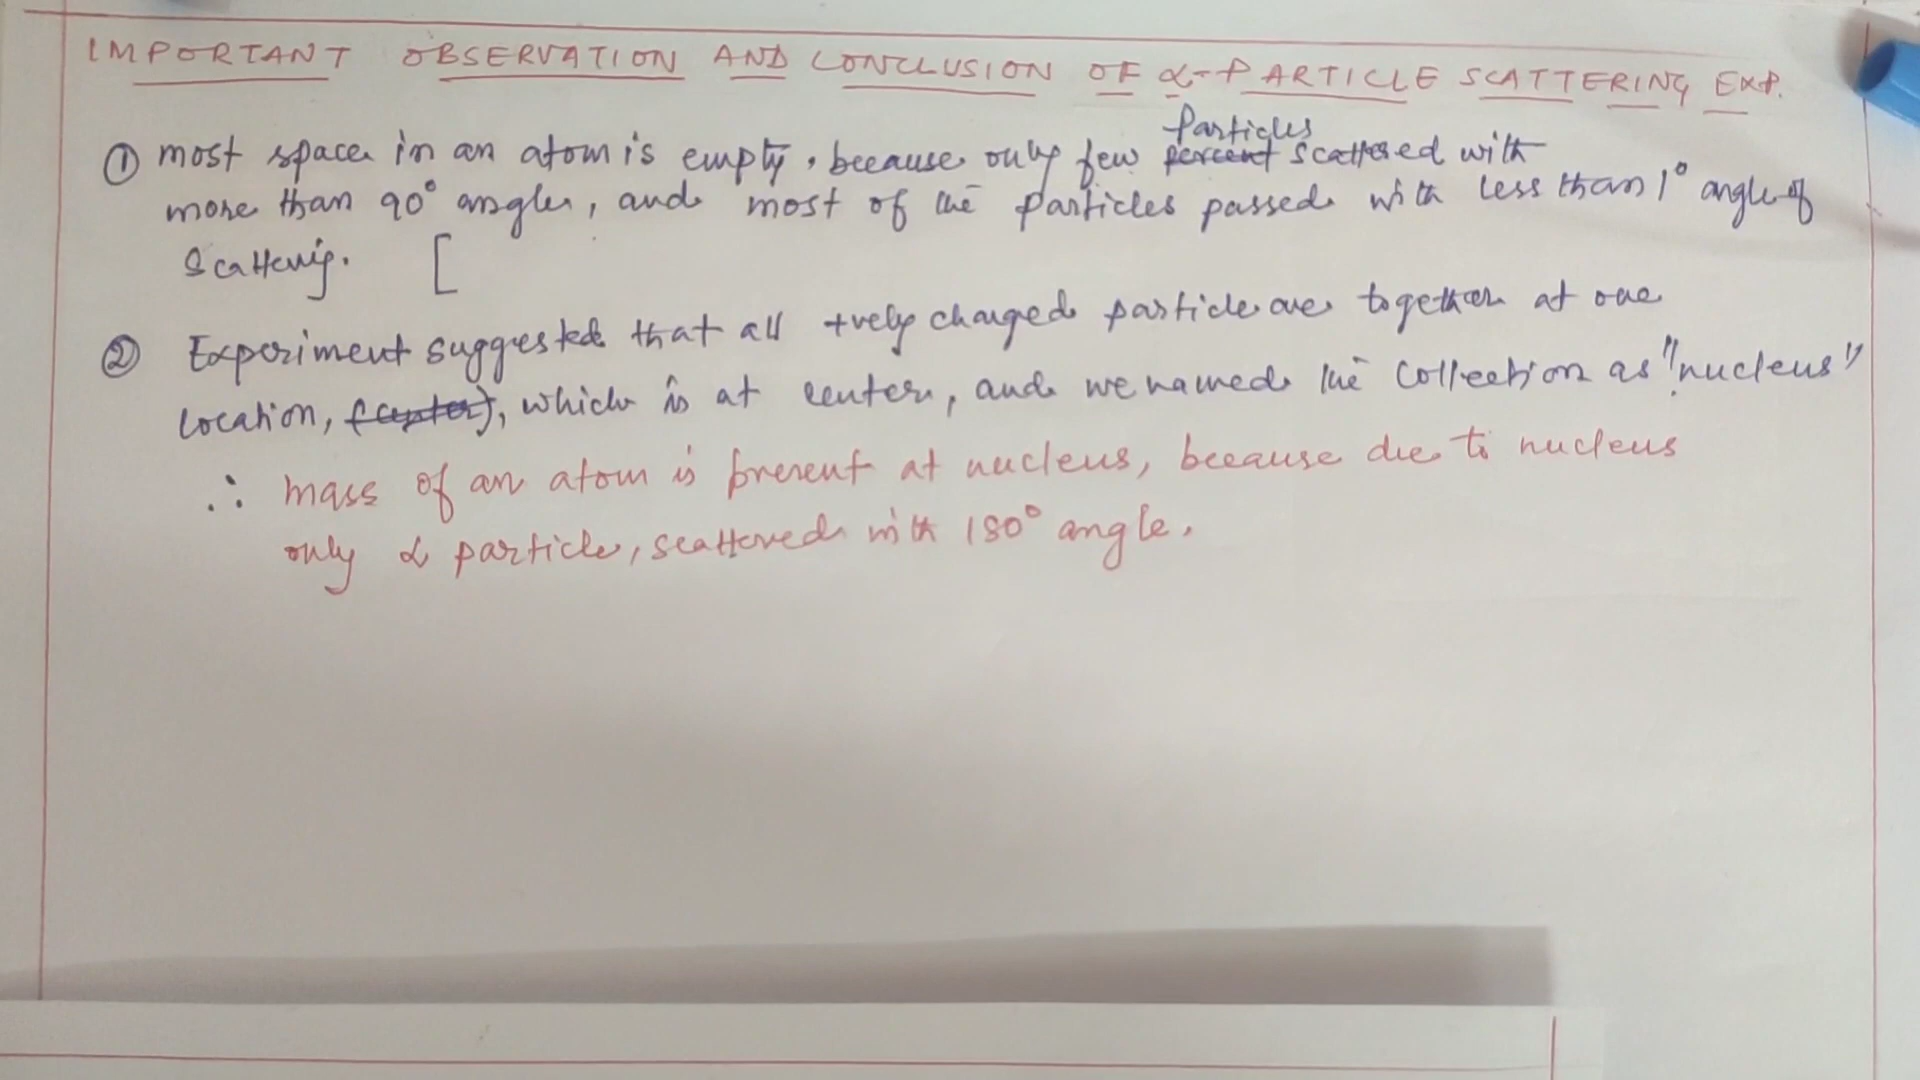 IMPORTANT OBSERVATION AND CONCLUSION OF α-PARTICLE SCATTERING EXP.
① most space in an atom is empty, because only few percent particles scattered with
more than 90° angles, and most of the particles passed with less than 1° angle of
scattering. [
② Experiment suggested that all +vely charged particle are together at one
location, (center), which is at center, and we named the collection as "nucleus"
∴ mass of an atom is present at nucleus, because due to nucleus
only α particle, scattered with 180° angle.